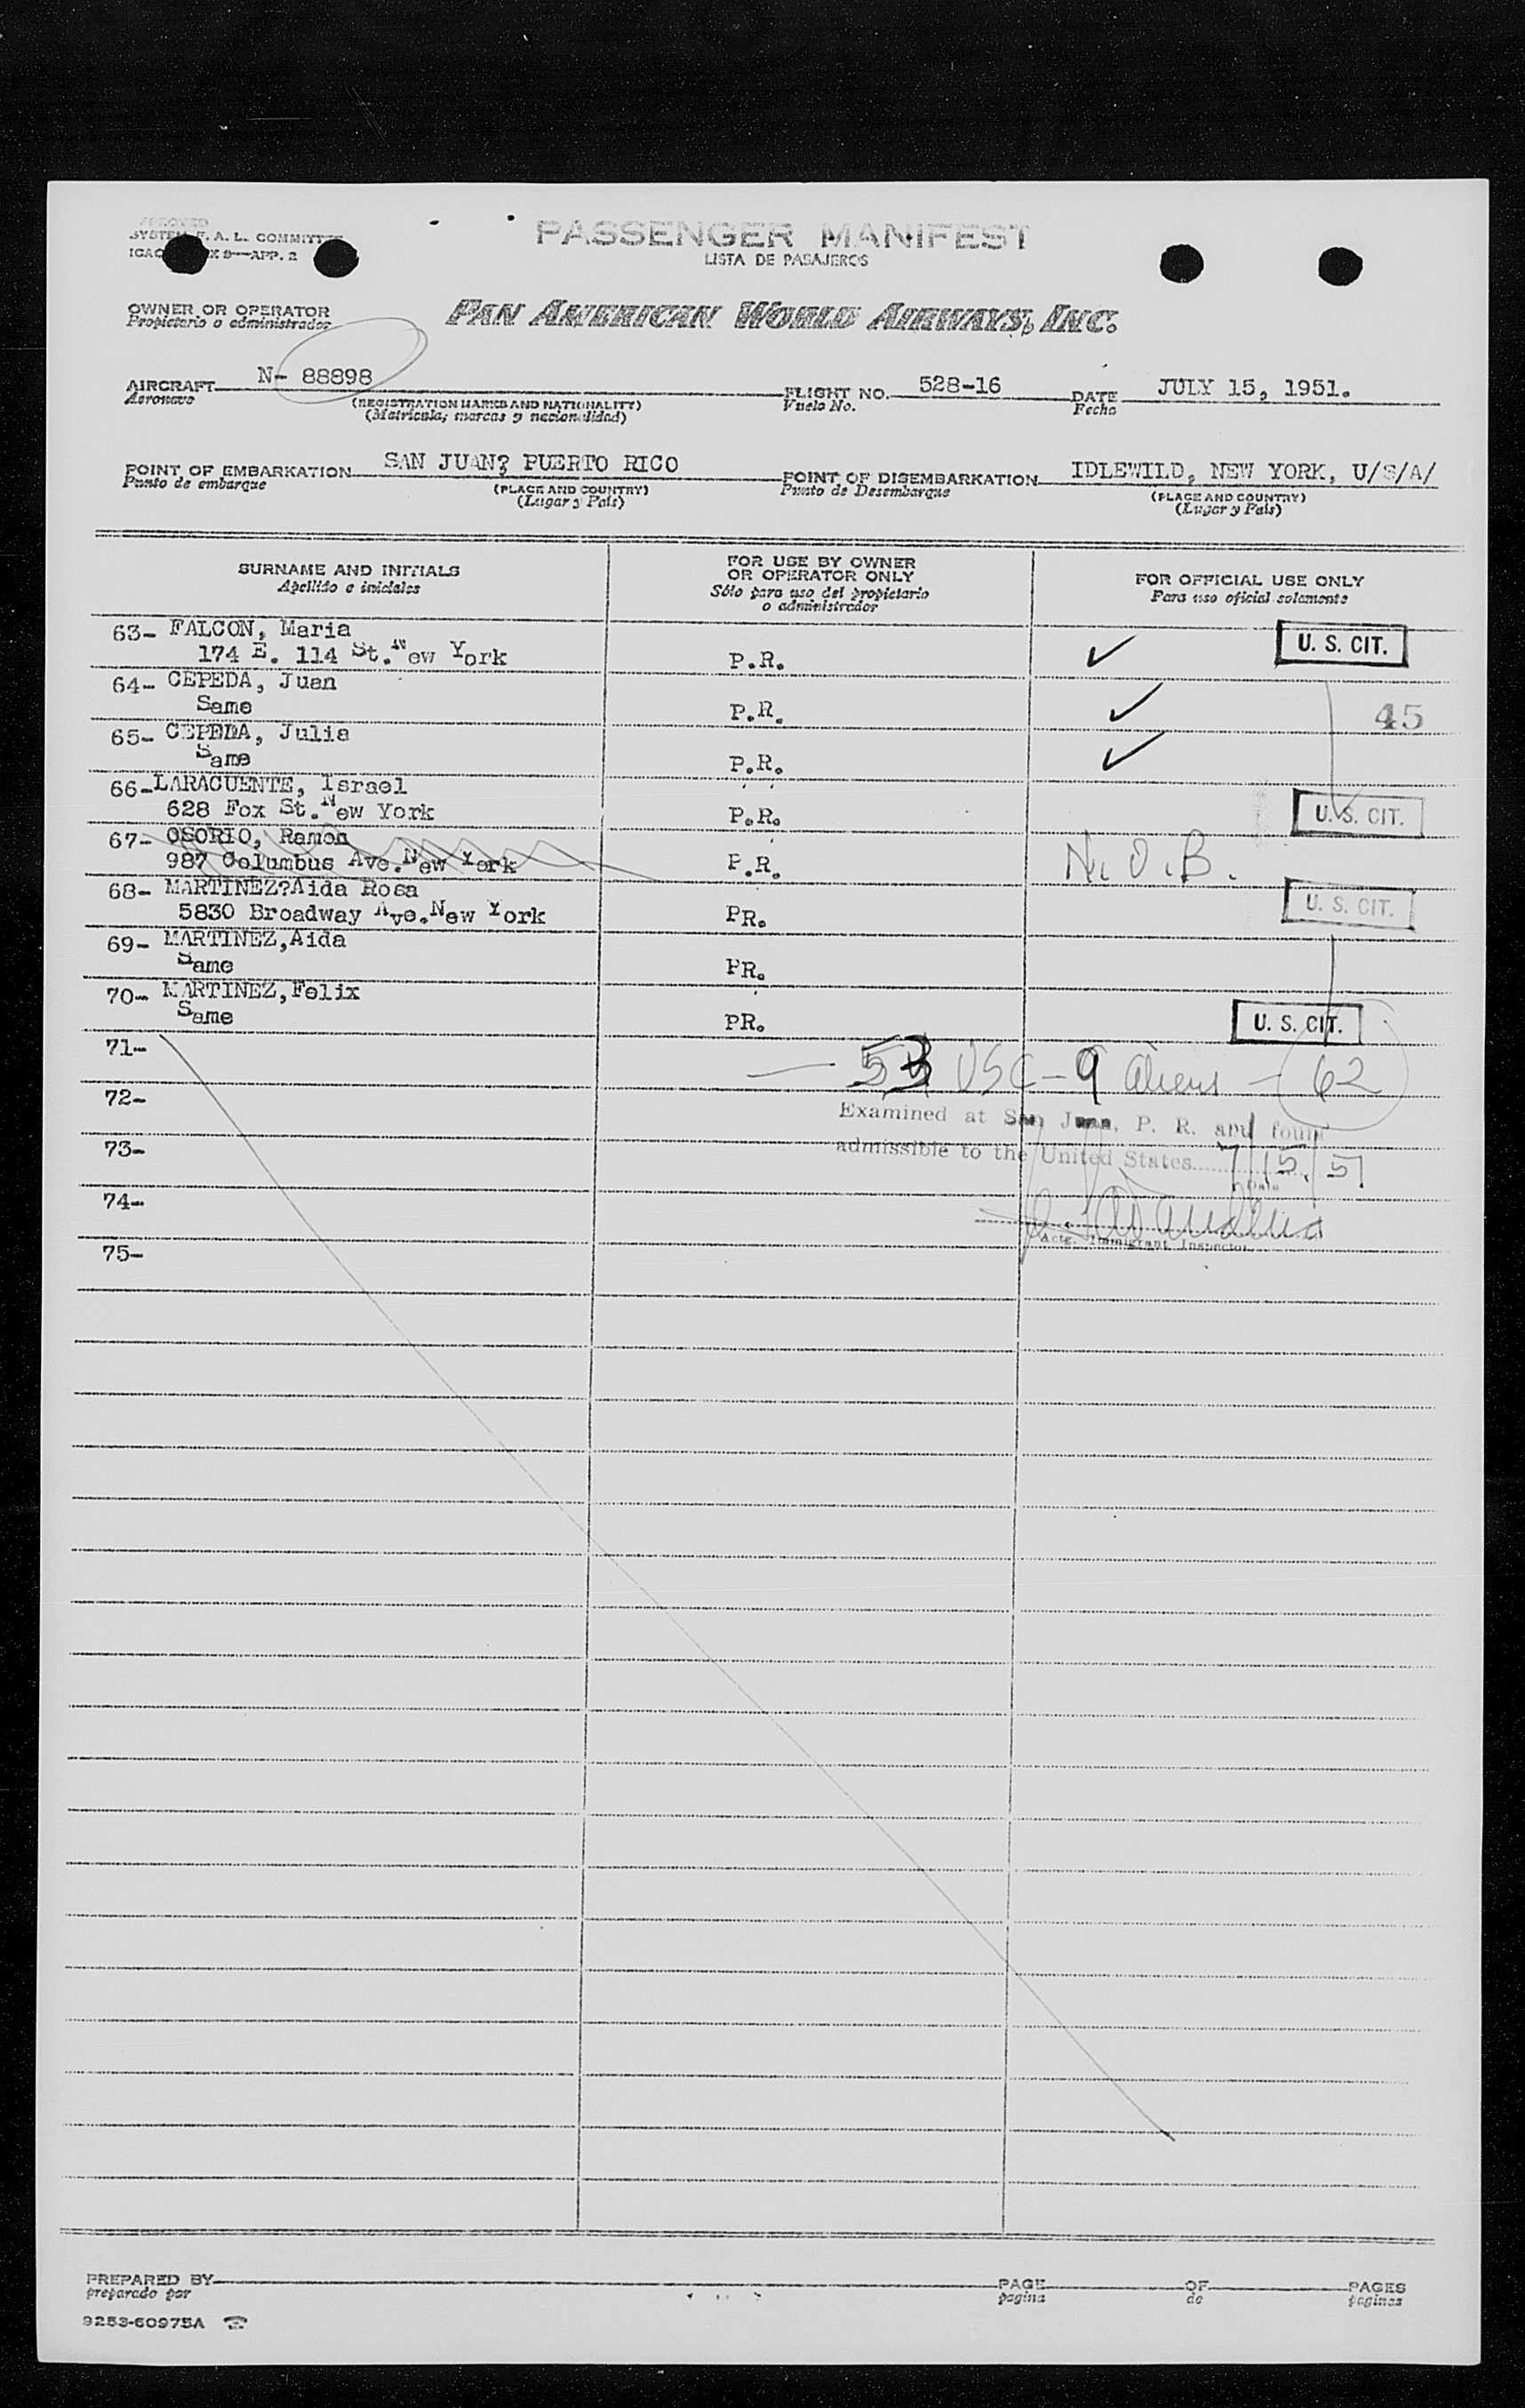 APPROVED
SYSTEM F. A. L. COMMITTEE
ICAO X 9—APP. 2
PASSENGER MANIFEST
LISTA DE PASAJEROS
OWNER OR OPERATOR
Propietario o administrador
PAN AMERICAN WORLD AIRWAYS, INC.
AIRCRAFT N- 88898 FLIGHT NO. 528-16 DATE JULY 15, 1951.
Aeronave (REGISTRATION MARKS AND NATIONALITY) Vuelo No. Fecha
(Matrícula, marcas y nacionalidad)
POINT OF EMBARKATION SAN JUAN? PUERTO RICO POINT OF DISEMBARKATION IDLEWILD, NEW YORK, U/S/A/
Punto de embarque (PLACE AND COUNTRY) Punto de Desembarque (PLACE AND COUNTRY)
(Lugar y País) (Lugar y País)
SURNAME AND INITIALS FOR USE BY OWNER OR OPERATOR ONLY FOR OFFICIAL USE ONLY
Apellido e iniciales Sólo para uso del propietario o administrador Para uso oficial solamente
63- FALCON, Maria U. S. CIT.
174 E. 114 St. New York P.R. ✓
64- CEPEDA, Juan
Same P.R. ✓ 45
65- CEPEDA, Julia
Same P.R. ✓
66-LARACUENTE, Israel
628 Fox St. New York P.R. U. S. CIT.
67- OSORIO, Ramon
987 Columbus Ave. New York P.R. N.O.B.
68- MARTINEZ?Aida Rosa
5830 Broadway Ave. New York PR. U. S. CIT.
69- MARTINEZ,Aida
Same PR.
70- MARTINEZ,Felix
Same PR. U. S. CIT.
71-
— 53 USC - 9 aliens - 62
72-
Examined at San Juan, P. R. and found
73-
admissible to the United States 7/15/51
Date
74-
Actg. Immigrant Inspector
75-
PREPARED BY PAGE OF PAGES
preparado por página de páginas
9253-60975A